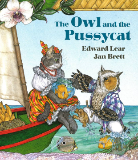 The Owl and the
Pussycat
Edward Lear
Jan Brett